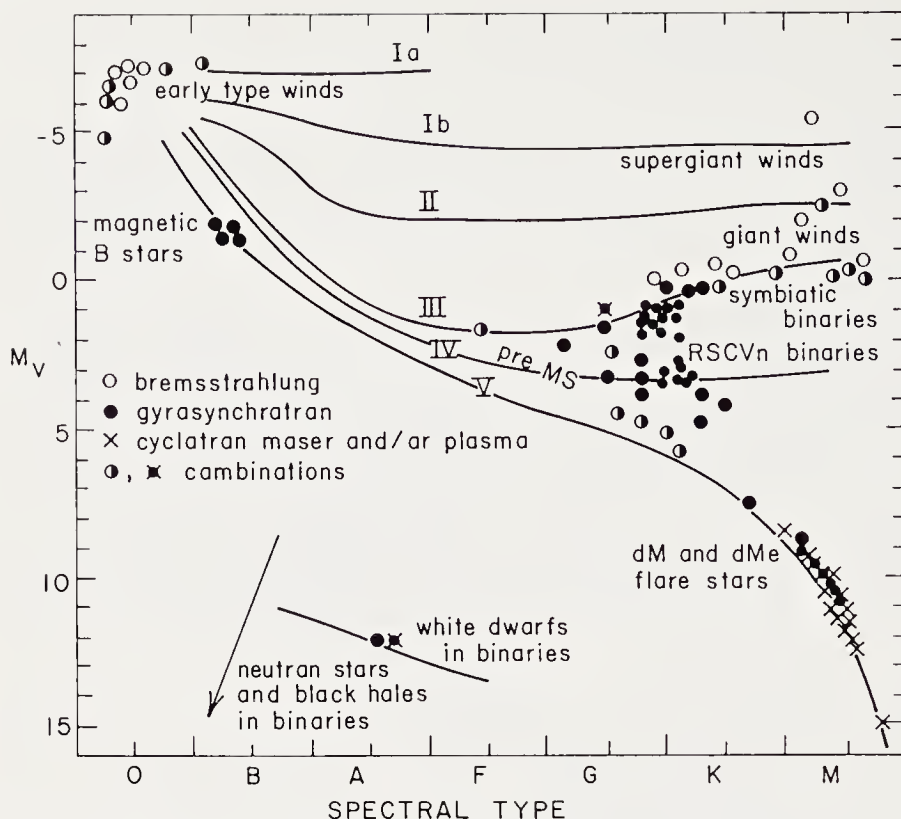 Ia
early type winds
Ib
-5
supergiant winds
II
magnetic
B stars
giant winds
0
III
symbiatic
binaries
IV
pre MS
RSCVn binaries
M_V
V
○ bremsstrahlung
● gyrasynchratran
5
× cyclatran maser and/ar plasma
◑, ✖ cambinations
dM and dMe
flare stars
10
white dwarfs
in binaries
neutran stars
and black hales
in binaries
15
O B A F G K M
SPECTRAL TYPE